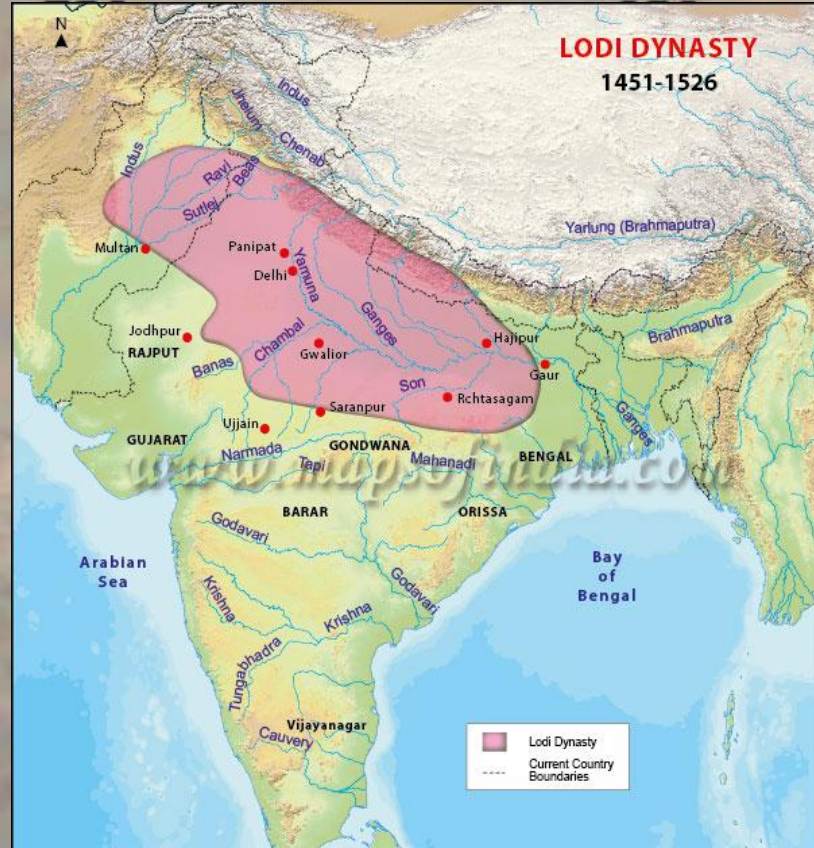 N
LODI DYNASTY
1451-1526
Indus
Jhelum
Chenab
Indus
Ravi
Beas
Sutlej
Yarlung (Brahmaputra)
Multan
Panipat
Delhi
Yamuna
Ganges
Jodhpur
RAJPUT
Banas
Chambal
Gwalior
Hajipur
Brahmaputra
Gaur
Son
Rchtasagam
Saranpur
Ujjain
Ganges
GUJARAT
Narmada
GONDWANA
BENGAL
Tapi
Mahanadi
www.mapsofindia.com
BARAR
ORISSA
Godavari
Arabian
Sea
Bay
of
Bengal
Godavari
Krishna
Krishna
Tungabhadra
Vijayanagar
Cauvery
Lodi Dynasty
Current Country
Boundaries